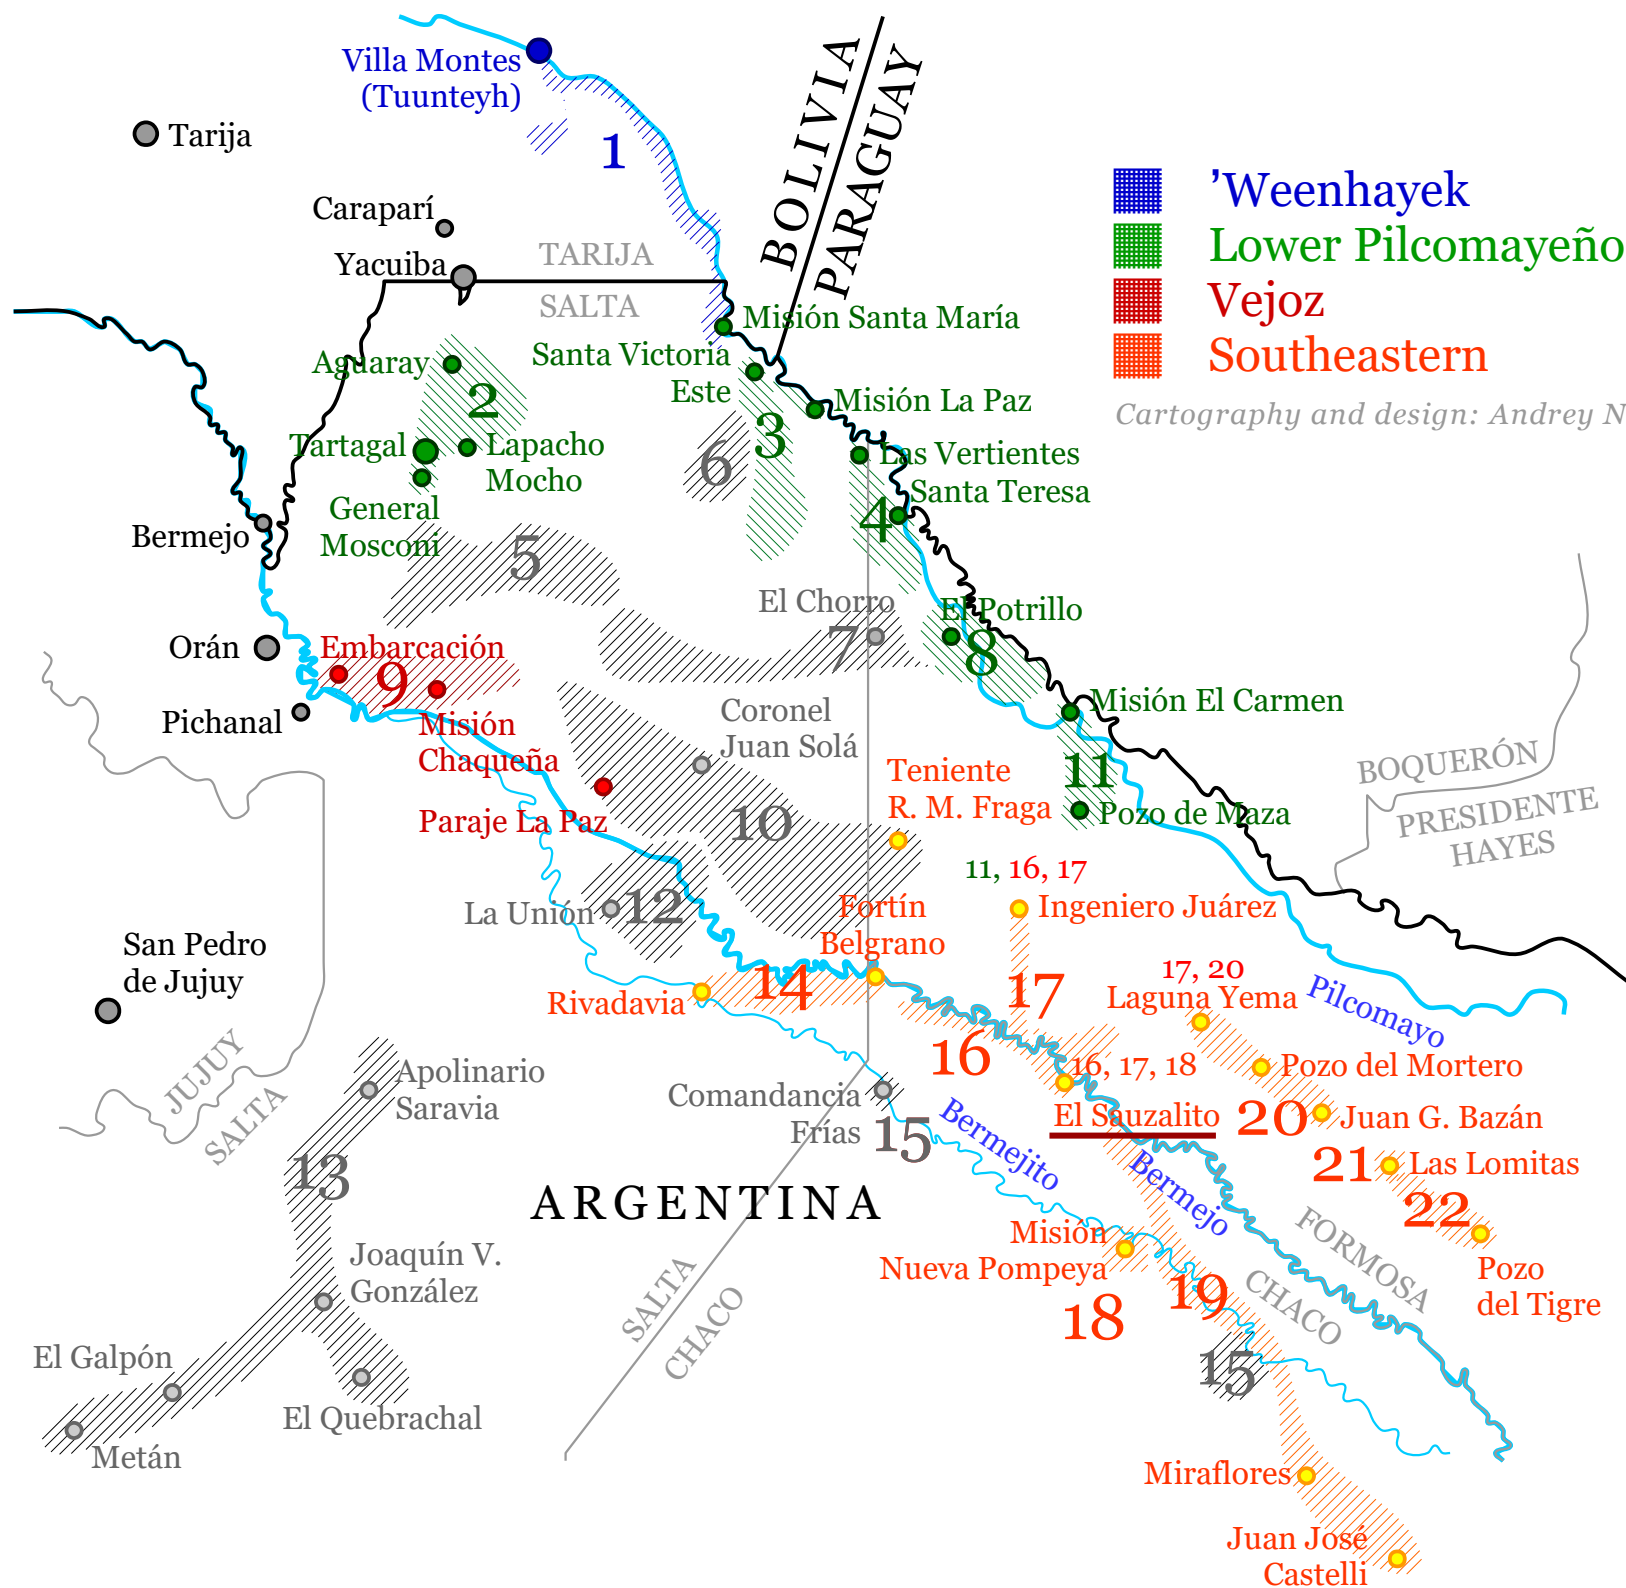 Villa Montes
(Tuunteyh)
Tarija
1
BOLIVIA
PARAGUAY
’Weenhayek
Lower Pilcomayeño
Vejoz
Southeastern
Cartography and design: Andrey N
Caraparí
Yacuiba
TARIJA
SALTA
Misión Santa María
Aguaray
2
Santa Victoria
Este
3
Misión La Paz
Tartagal
Lapacho
Mocho
6
Las Vertientes
Santa Teresa
General
Mosconi
4
Bermejo
5
El Chorro
7
El Potrillo
8
Orán
Embarcación
9
Pichanal
Misión
Chaqueña
Coronel
Juan Solá
Misión El Carmen
11
Pozo de Maza
Teniente
R. M. Fraga
BOQUERÓN
PRESIDENTE
HAYES
Paraje La Paz
10
11, 16, 17
Ingeniero Juárez
La Unión
12
Fortín
Belgrano
San Pedro
de Jujuy
Rivadavia
14
17
17, 20
Laguna Yema
Pilcomayo
16
16, 17, 18
Pozo del Mortero
JUJUY
SALTA
Apolinario
Saravia
Comandancia
Frías
15
Bermejito
El Sauzalito
20
Juan G. Bazán
13
21
Las Lomitas
Bermejo
22
ARGENTINA
Misión
Nueva Pompeya
18
19
FORMOSA
CHACO
Pozo
del Tigre
Joaquín V.
González
SALTA
CHACO
15
El Galpón
El Quebrachal
Metán
Miraflores
Juan José
Castelli